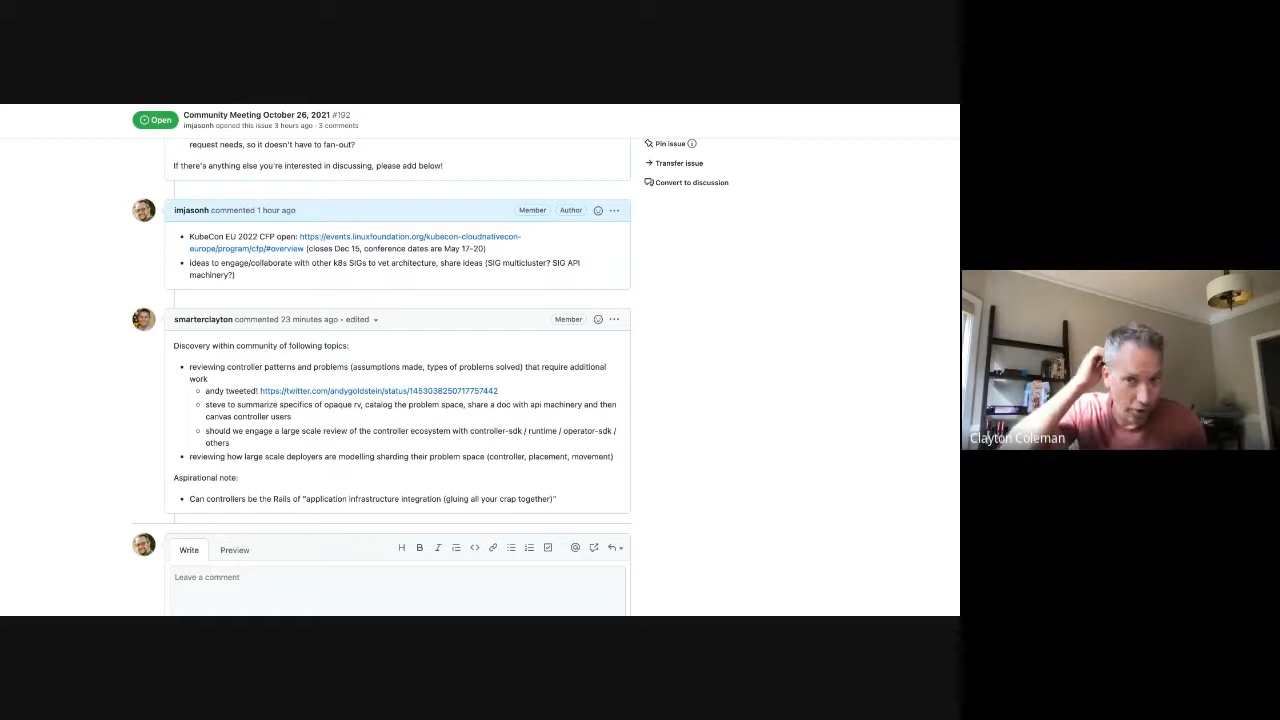 Open
Community Meeting October 26, 2021 #192
imjasonh opened this issue 3 hours ago · 3 comments
request needs, so it doesn't have to fan-out?
If there's anything else you're interested in discussing, please add below!
Pin issue
Transfer issue
Convert to discussion
imjasonh commented 1 hour ago
Member
Author
• KubeCon EU 2022 CFP open: https://events.linuxfoundation.org/kubecon-cloudnativecon-
europe/program/cfp/#overview (closes Dec 15, conference dates are May 17-20)
• ideas to engage/collaborate with other k8s SIGs to vet architecture, share ideas (SIG multicluster? SIG API
machinery?)
smarterclayton commented 23 minutes ago • edited
Member
Discovery within community of following topics:
• reviewing controller patterns and problems (assumptions made, types of problems solved) that require additional
work
◦ andy tweeted! https://twitter.com/andygoldstein/status/1453038250717757442
◦ steve to summarize specifics of opaque rv, catalog the problem space, share a doc with api machinery and then
canvas controller users
◦ should we engage a large scale review of the controller ecosystem with controller-sdk / runtime / operator-sdk /
others
• reviewing how large scale deployers are modelling sharding their problem space (controller, placement, movement)
Aspirational note:
• Can controllers be the Rails of "application infrastructure integration (gluing all your crap together)"
Write
Preview
Leave a comment
Clayton Coleman